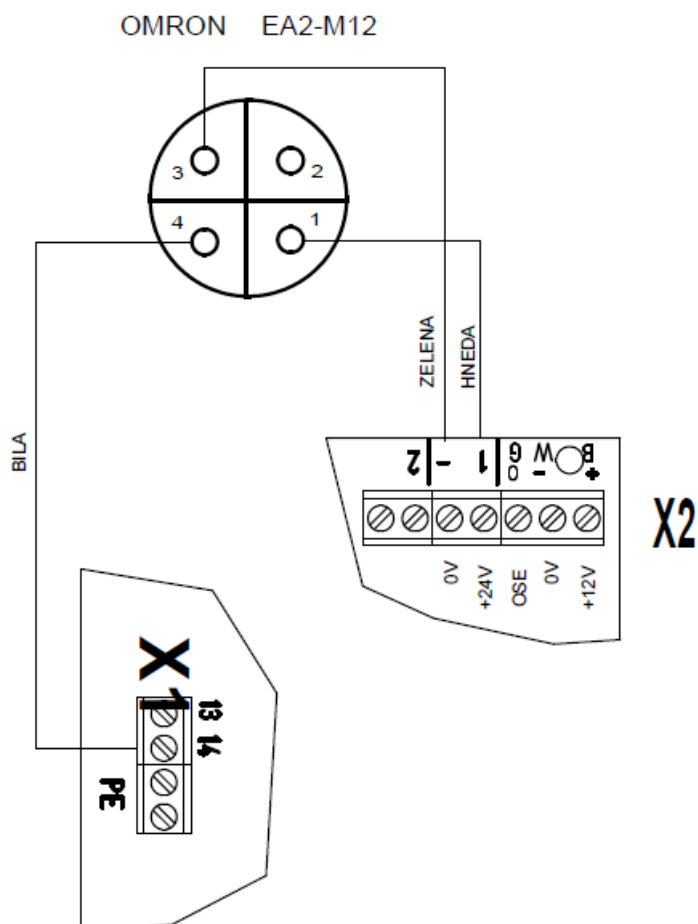 OMRON EA2-M12
3
2
4
1
ZELENA
HNEDA
BILA
2 - 1 G - W B +
X2
0V
+24V
OSE
0V
+12V
X1
13
14
PE